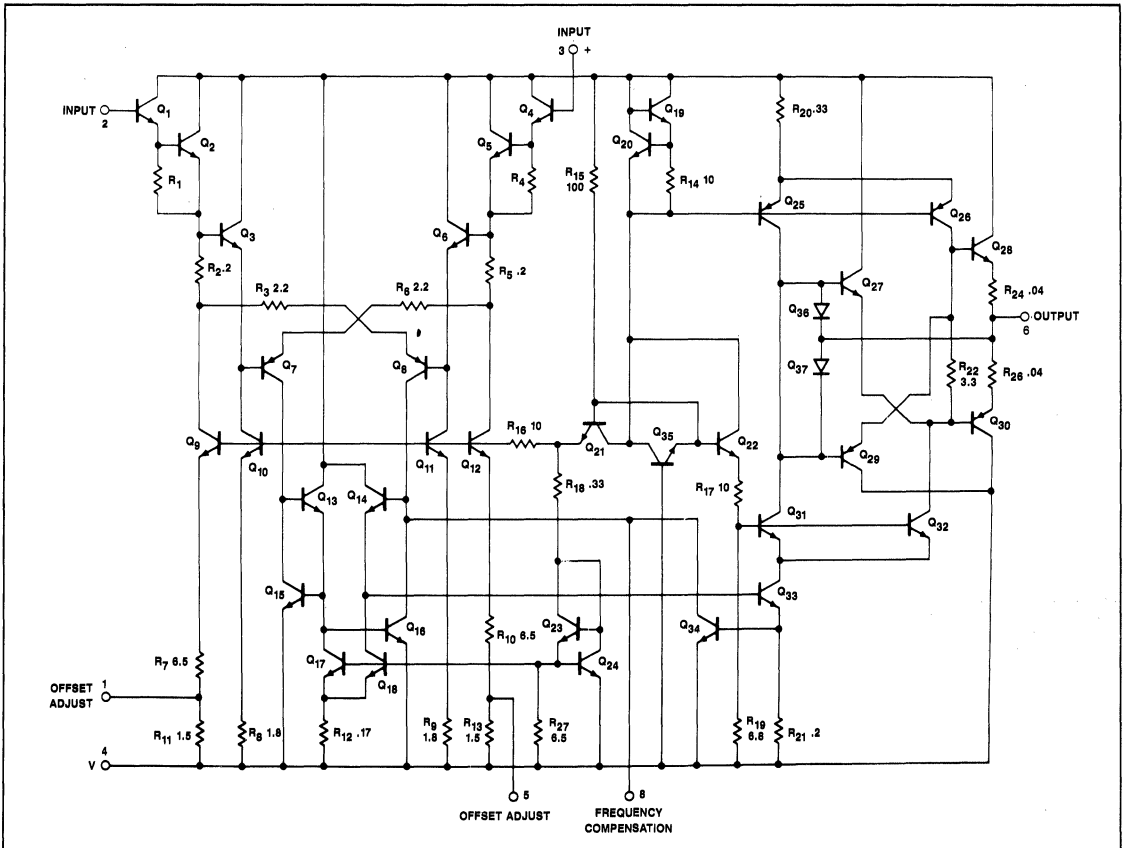 INPUT
3 +
INPUT
2
Q1
Q2
R1
Q3
R2 .2
R3 2.2
Q4
Q5
R4
Q6
R5 .2
R6 2.2
R15
100
Q19
Q20
R14 10
R20 .33
Q25
Q26
Q28
Q27
Q36
Q37
R24 .04
OUTPUT
6
R22
3.3
R26 .04
Q30
Q29
Q7
Q8
Q9
Q10
Q11
Q12
R16 10
Q21
Q35
Q22
R18 .33
R17 10
Q13
Q14
Q31
Q32
Q15
Q16
Q33
Q34
Q17
Q18
R10 6.5
Q23
Q24
R7 6.5
OFFSET
ADJUST
1
R11 1.5
R8 1.8
R12 .17
R9
1.8
R13
1.5
R27
6.5
R19
6.8
R21 .2
4
V
5
OFFSET ADJUST
8
FREQUENCY
COMPENSATION